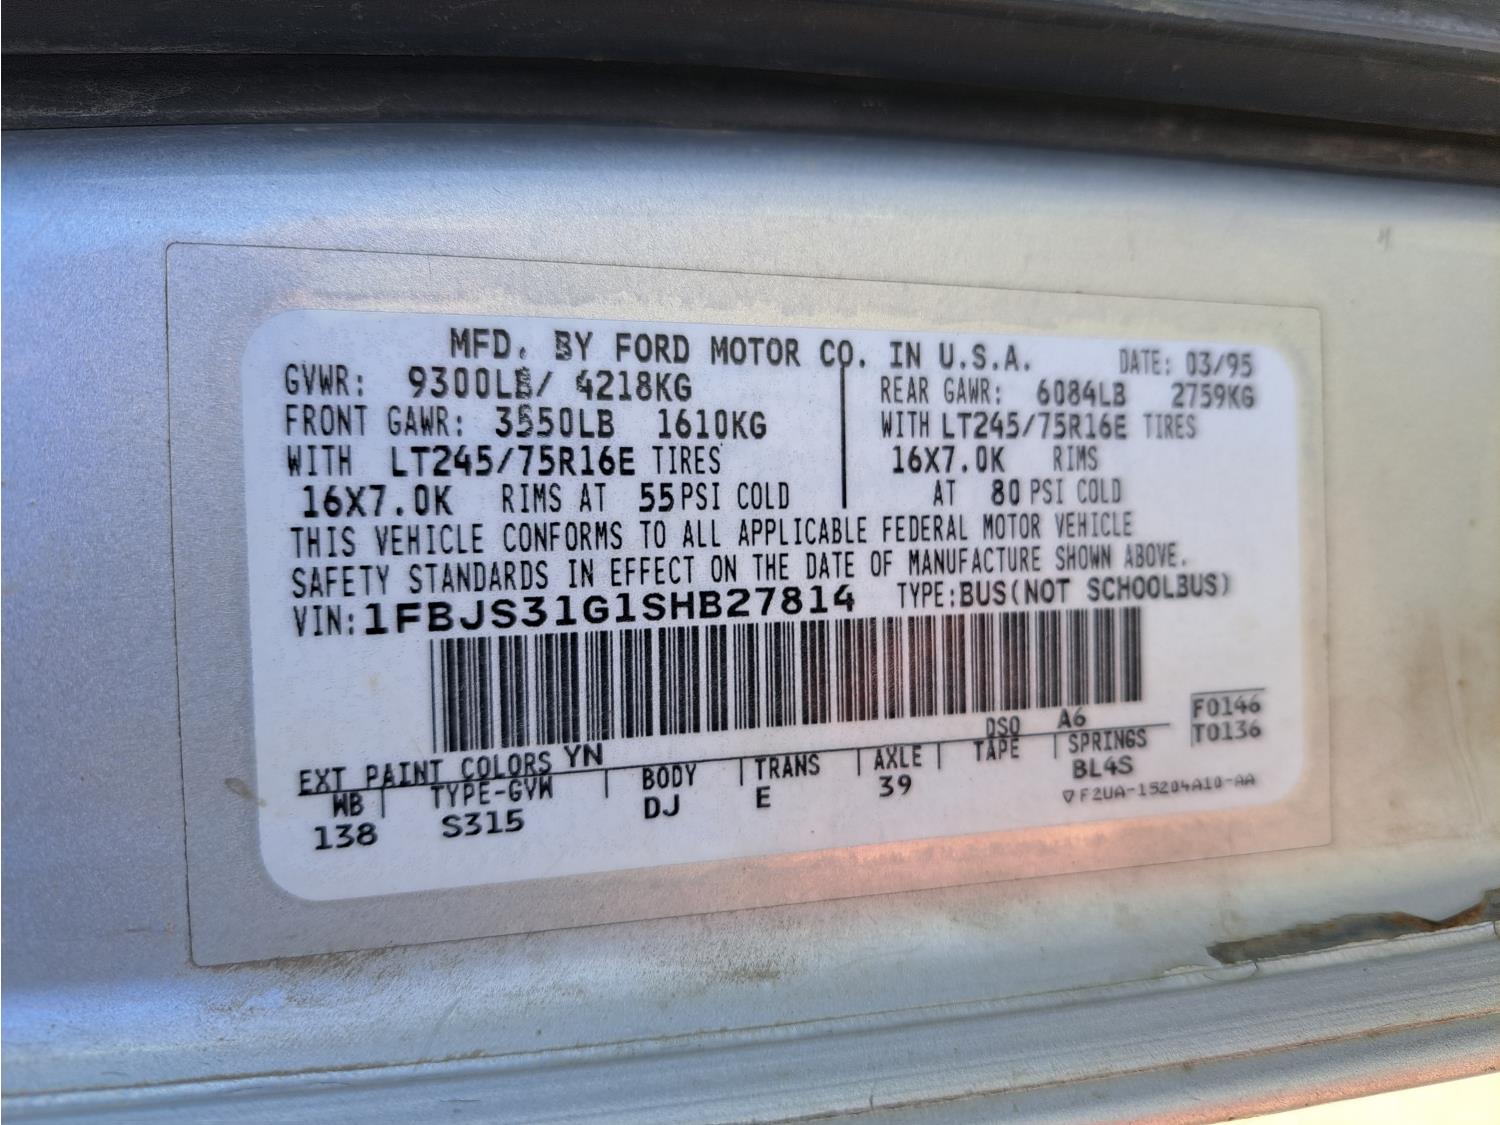 MFD. BY FORD MOTOR CO. IN U.S.A.
DATE: 03/95
GVWR: 9300LB/ 4218KG
FRONT GAWR: 3550LB 1610KG
WITH LT245/75R16E TIRES
16X7.0K RIMS AT 55PSI COLD
REAR GAWR: 6084LB 2759KG
WITH LT245/75R16E TIRES
16X7.0K RIMS
AT 80 PSI COLD
THIS VEHICLE CONFORMS TO ALL APPLICABLE FEDERAL MOTOR VEHICLE
SAFETY STANDARDS IN EFFECT ON THE DATE OF MANUFACTURE SHOWN ABOVE.
VIN: 1FBJS31G1SHB27814 TYPE: BUS(NOT SCHOOLBUS)
F0146
T0136
EXT PAINT COLORS YN DSO A6
WB TYPE-GVW BODY TRANS AXLE TAPE SPRINGS
138 S315 DJ E 39 BL4S
▽ F2UA-15204A10-AA